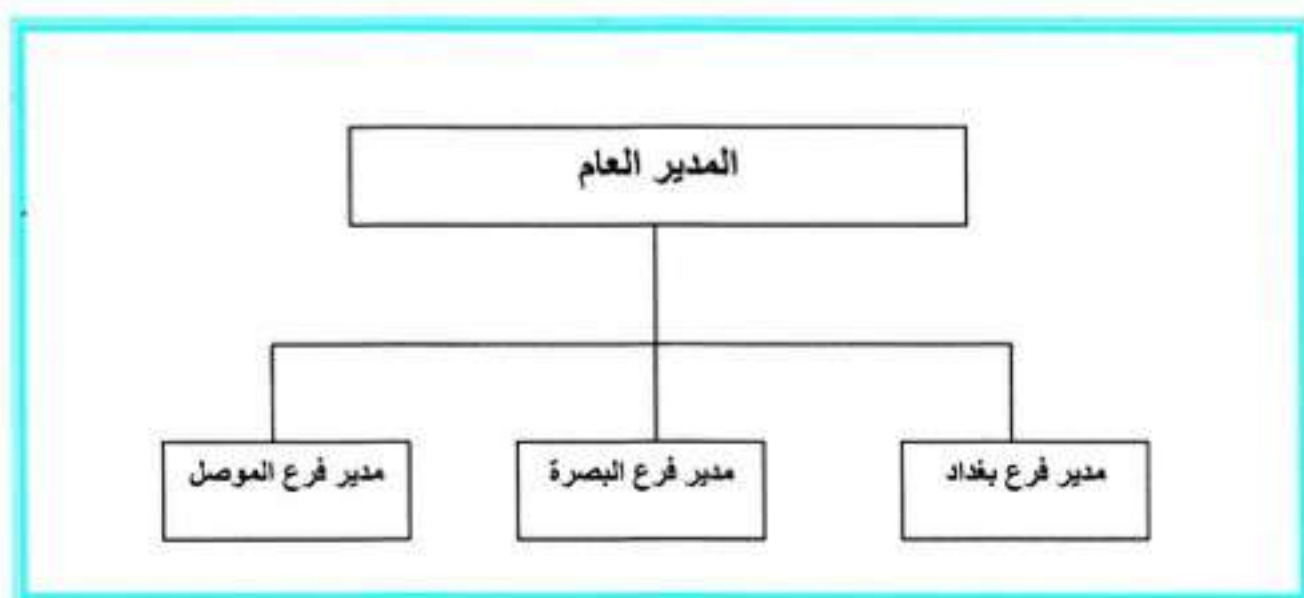 المدير العام
مدير فرع بغداد
مدير فرع البصرة
مدير فرع الموصل